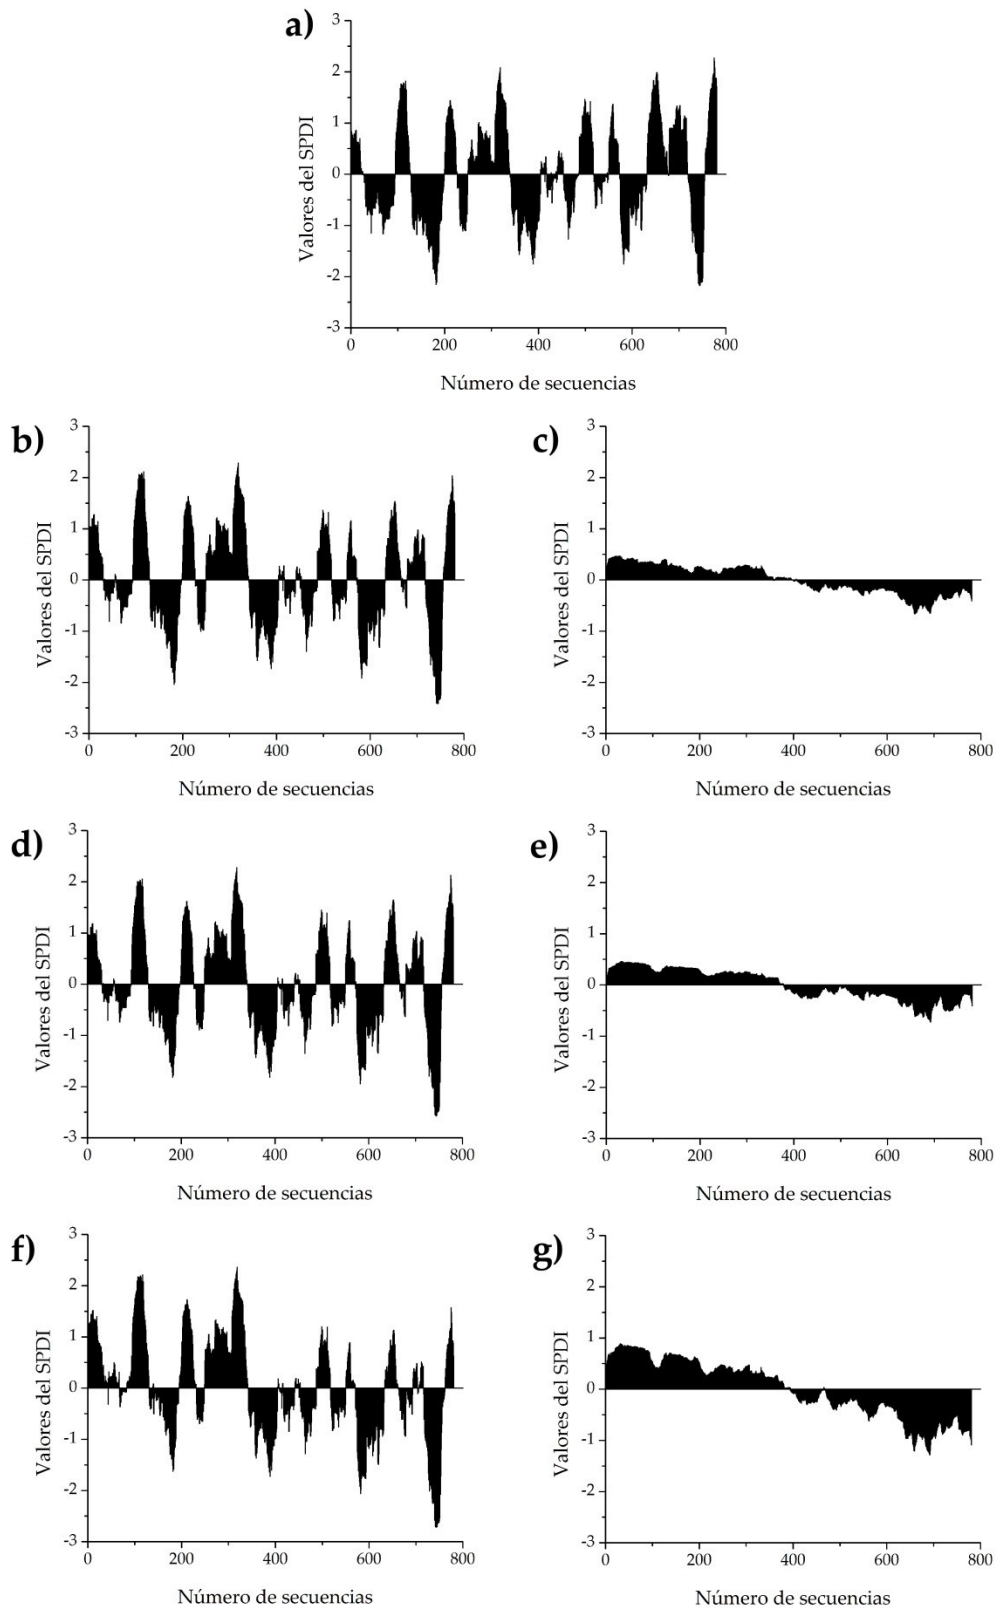 a)
Valores del SPDI
3
2
1
0
-1
-2
-3
0 200 400 600 800
Número de secuencias
b)
Valores del SPDI
3
2
1
0
-1
-2
-3
0 200 400 600 800
Número de secuencias
c)
Valores del SPDI
3
2
1
0
-1
-2
-3
0 200 400 600 800
Número de secuencias
d)
Valores del SPDI
3
2
1
0
-1
-2
-3
0 200 400 600 800
Número de secuencias
e)
Valores del SPDI
3
2
1
0
-1
-2
-3
0 200 400 600 800
Número de secuencias
f)
Valores del SPDI
3
2
1
0
-1
-2
-3
0 200 400 600 800
Número de secuencias
g)
Valores del SPDI
3
2
1
0
-1
-2
-3
0 200 400 600 800
Número de secuencias